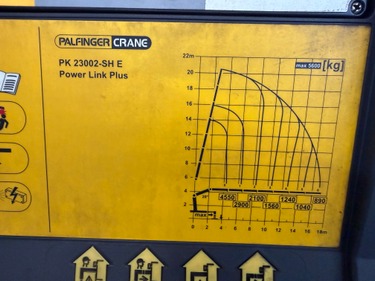 PALFINGER CRANE
PK 23002-SH E
Power Link Plus
22m
max 5600 [kg]
20
18
16
14
12
10
8
6
4
2
0
4550 2100 1240 890
2900 1560 1040
max
0 2 4 6 8 10 12 14 16 18m